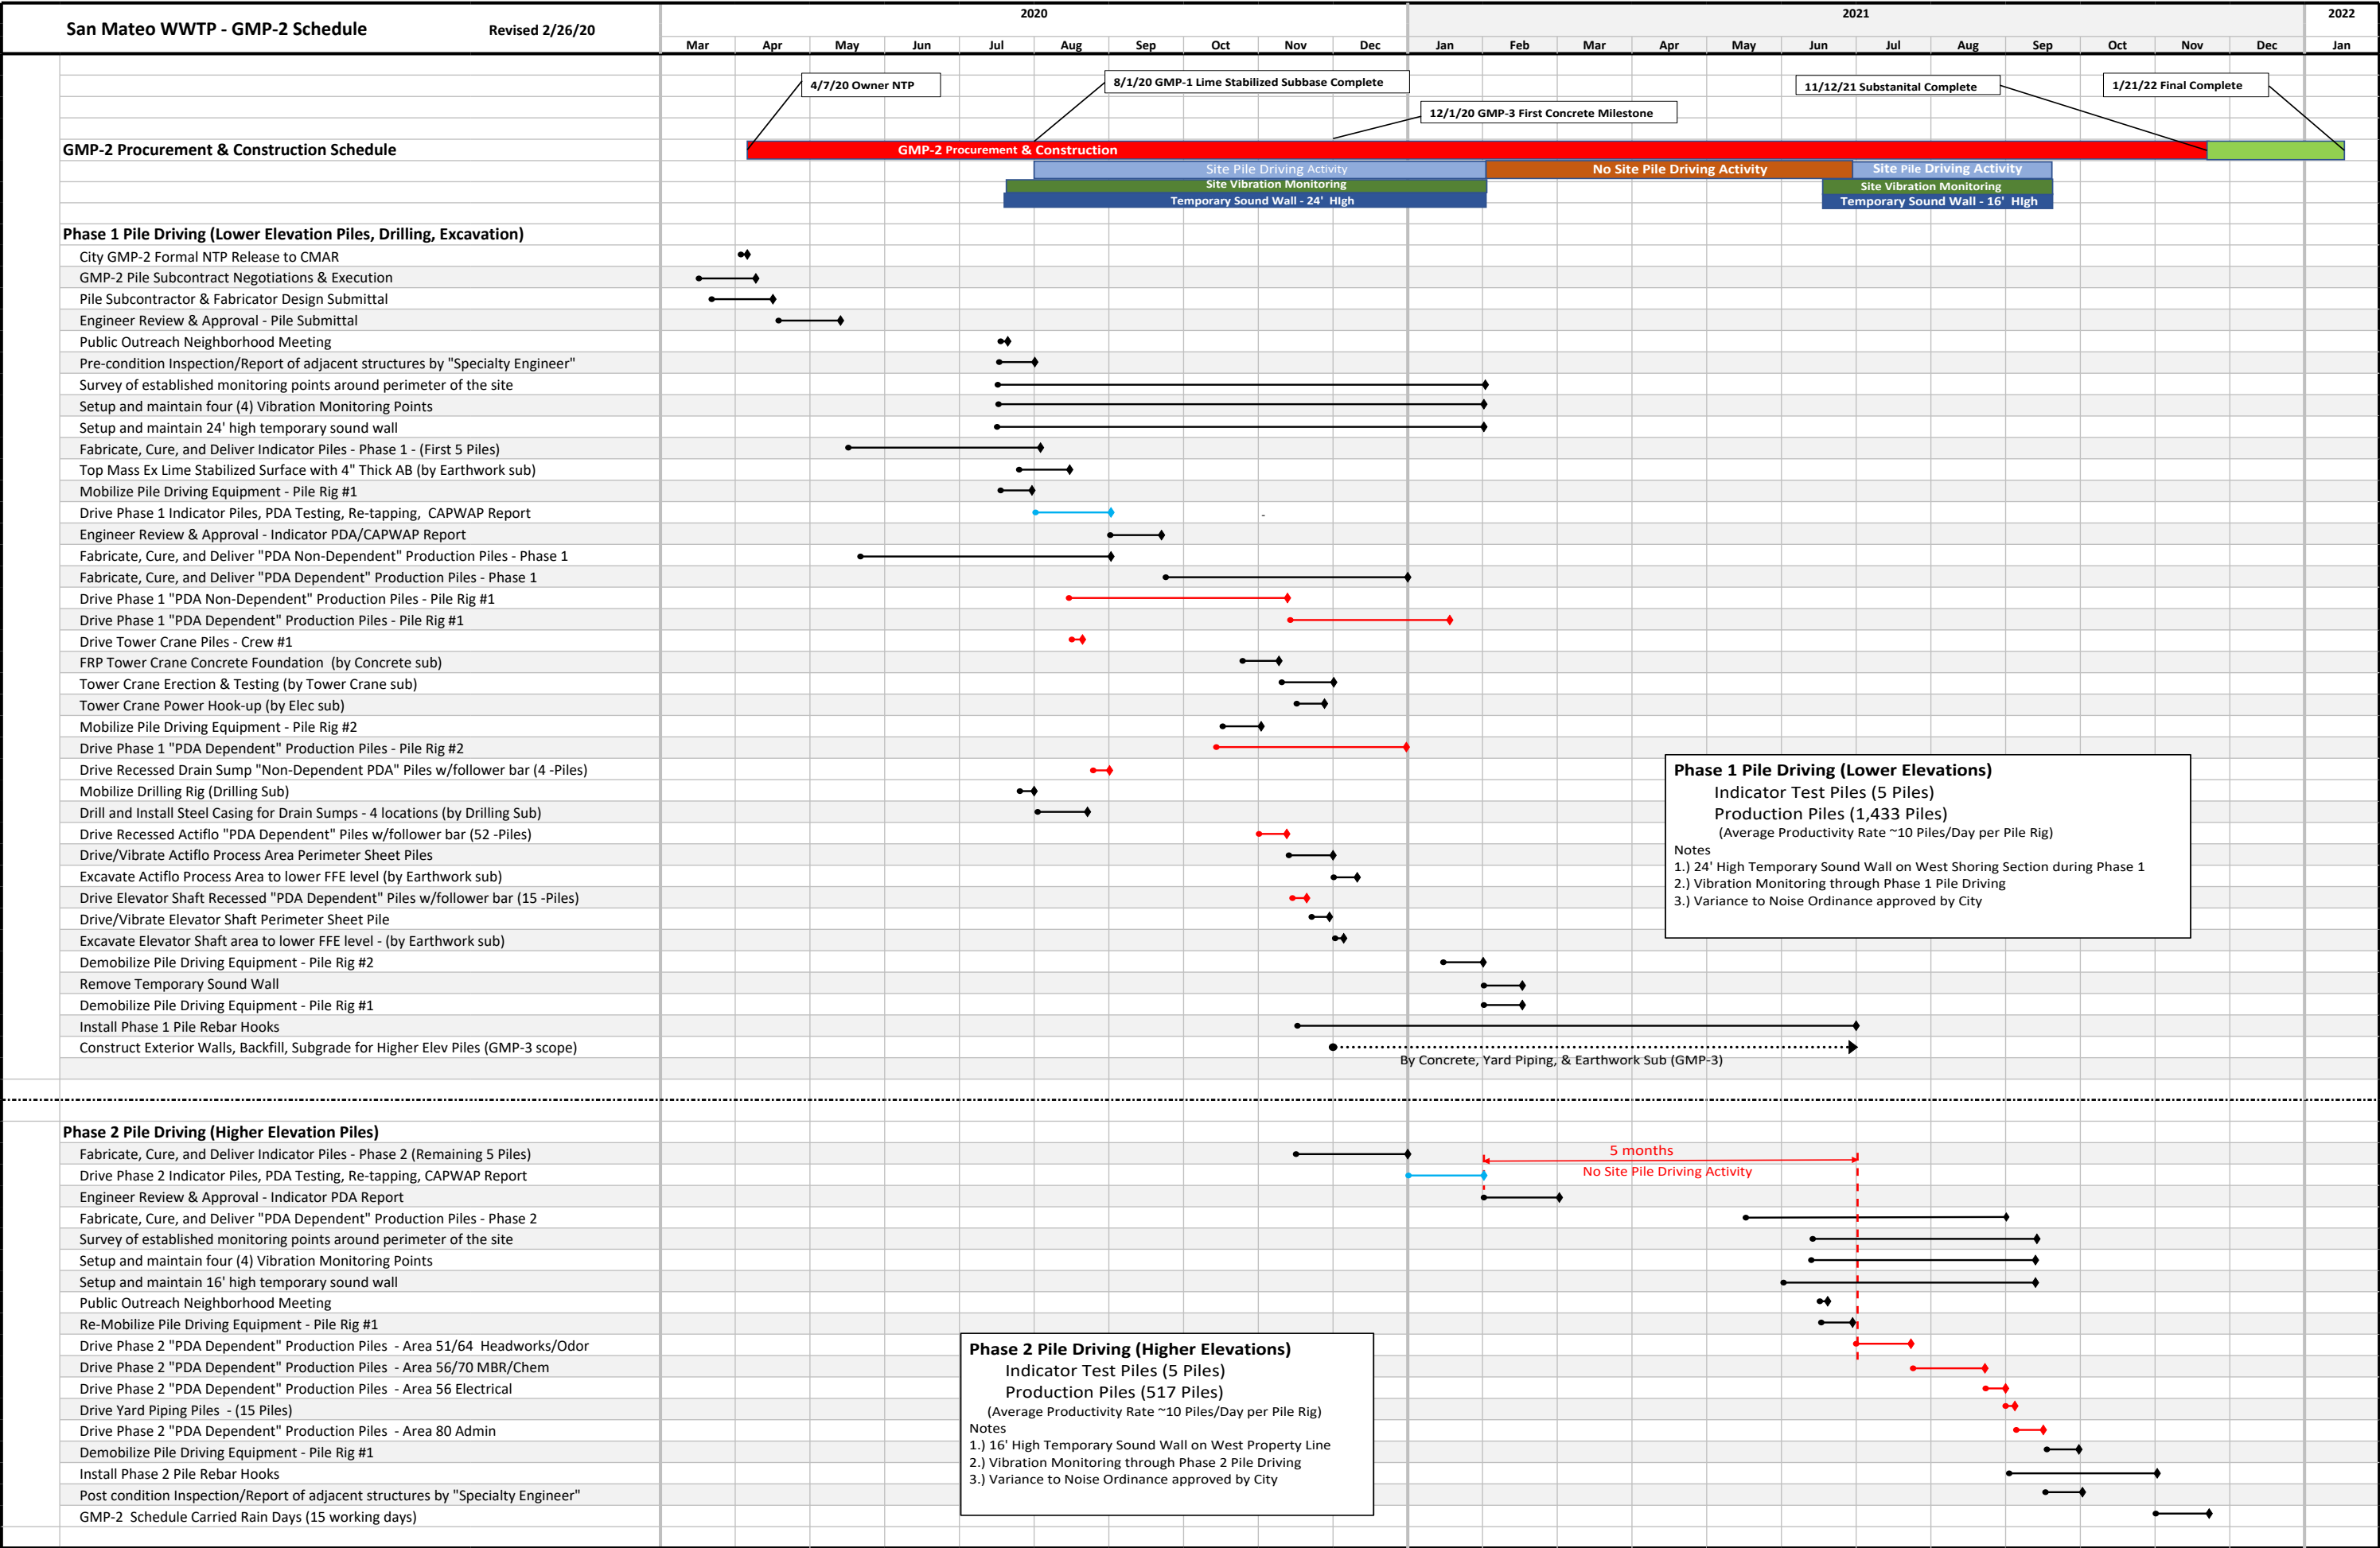 San Mateo WWTP - GMP-2 Schedule Revised 2/26/20
2020 2021 2022
Mar Apr May Jun Jul Aug Sep Oct Nov Dec Jan Feb Mar Apr May Jun Jul Aug Sep Oct Nov Dec Jan
4/7/20 Owner NTP
8/1/20 GMP-1 Lime Stabilized Subbase Complete
12/1/20 GMP-3 First Concrete Milestone
11/12/21 Substanital Complete
1/21/22 Final Complete
GMP-2 Procurement & Construction Schedule
GMP-2 Procurement & Construction
Site Pile Driving Activity
No Site Pile Driving Activity
Site Pile Driving Activity
Site Vibration Monitoring
Site Vibration Monitoring
Temporary Sound Wall - 24' HIgh
Temporary Sound Wall - 16' HIgh
Phase 1 Pile Driving (Lower Elevation Piles, Drilling, Excavation)
City GMP-2 Formal NTP Release to CMAR
GMP-2 Pile Subcontract Negotiations & Execution
Pile Subcontractor & Fabricator Design Submittal
Engineer Review & Approval - Pile Submittal
Public Outreach Neighborhood Meeting
Pre-condition Inspection/Report of adjacent structures by "Specialty Engineer"
Survey of established monitoring points around perimeter of the site
Setup and maintain four (4) Vibration Monitoring Points
Setup and maintain 24' high temporary sound wall
Fabricate, Cure, and Deliver Indicator Piles - Phase 1 - (First 5 Piles)
Top Mass Ex Lime Stabilized Surface with 4" Thick AB (by Earthwork sub)
Mobilize Pile Driving Equipment - Pile Rig #1
Drive Phase 1 Indicator Piles, PDA Testing, Re-tapping, CAPWAP Report
-
Engineer Review & Approval - Indicator PDA/CAPWAP Report
Fabricate, Cure, and Deliver "PDA Non-Dependent" Production Piles - Phase 1
Fabricate, Cure, and Deliver "PDA Dependent" Production Piles - Phase 1
Drive Phase 1 "PDA Non-Dependent" Production Piles - Pile Rig #1
Drive Phase 1 "PDA Dependent" Production Piles - Pile Rig #1
Drive Tower Crane Piles - Crew #1
FRP Tower Crane Concrete Foundation (by Concrete sub)
Tower Crane Erection & Testing (by Tower Crane sub)
Tower Crane Power Hook-up (by Elec sub)
Mobilize Pile Driving Equipment - Pile Rig #2
Drive Phase 1 "PDA Dependent" Production Piles - Pile Rig #2
Drive Recessed Drain Sump "Non-Dependent PDA" Piles w/follower bar (4 -Piles)
Mobilize Drilling Rig (Drilling Sub)
Drill and Install Steel Casing for Drain Sumps - 4 locations (by Drilling Sub)
Drive Recessed Actiflo "PDA Dependent" Piles w/follower bar (52 -Piles)
Drive/Vibrate Actiflo Process Area Perimeter Sheet Piles
Excavate Actiflo Process Area to lower FFE level (by Earthwork sub)
Drive Elevator Shaft Recessed "PDA Dependent" Piles w/follower bar (15 -Piles)
Drive/Vibrate Elevator Shaft Perimeter Sheet Pile
Excavate Elevator Shaft area to lower FFE level - (by Earthwork sub)
Demobilize Pile Driving Equipment - Pile Rig #2
Remove Temporary Sound Wall
Demobilize Pile Driving Equipment - Pile Rig #1
Install Phase 1 Pile Rebar Hooks
Construct Exterior Walls, Backfill, Subgrade for Higher Elev Piles (GMP-3 scope)
By Concrete, Yard Piping, & Earthwork Sub (GMP-3)
Phase 1 Pile Driving (Lower Elevations)
Indicator Test Piles (5 Piles)
Production Piles (1,433 Piles)
(Average Productivity Rate ~10 Piles/Day per Pile Rig)
Notes
1.) 24' High Temporary Sound Wall on West Shoring Section during Phase 1
2.) Vibration Monitoring through Phase 1 Pile Driving
3.) Variance to Noise Ordinance approved by City
Phase 2 Pile Driving (Higher Elevation Piles)
Fabricate, Cure, and Deliver Indicator Piles - Phase 2 (Remaining 5 Piles)
5 months
Drive Phase 2 Indicator Piles, PDA Testing, Re-tapping, CAPWAP Report
No Site Pile Driving Activity
Engineer Review & Approval - Indicator PDA Report
Fabricate, Cure, and Deliver "PDA Dependent" Production Piles - Phase 2
Survey of established monitoring points around perimeter of the site
Setup and maintain four (4) Vibration Monitoring Points
Setup and maintain 16' high temporary sound wall
Public Outreach Neighborhood Meeting
Re-Mobilize Pile Driving Equipment - Pile Rig #1
Drive Phase 2 "PDA Dependent" Production Piles - Area 51/64 Headworks/Odor
Drive Phase 2 "PDA Dependent" Production Piles - Area 56/70 MBR/Chem
Drive Phase 2 "PDA Dependent" Production Piles - Area 56 Electrical
Drive Yard Piping Piles - (15 Piles)
Drive Phase 2 "PDA Dependent" Production Piles - Area 80 Admin
Demobilize Pile Driving Equipment - Pile Rig #1
Install Phase 2 Pile Rebar Hooks
Post condition Inspection/Report of adjacent structures by "Specialty Engineer"
GMP-2 Schedule Carried Rain Days (15 working days)
Phase 2 Pile Driving (Higher Elevations)
Indicator Test Piles (5 Piles)
Production Piles (517 Piles)
(Average Productivity Rate ~10 Piles/Day per Pile Rig)
Notes
1.) 16' High Temporary Sound Wall on West Property Line
2.) Vibration Monitoring through Phase 2 Pile Driving
3.) Variance to Noise Ordinance approved by City